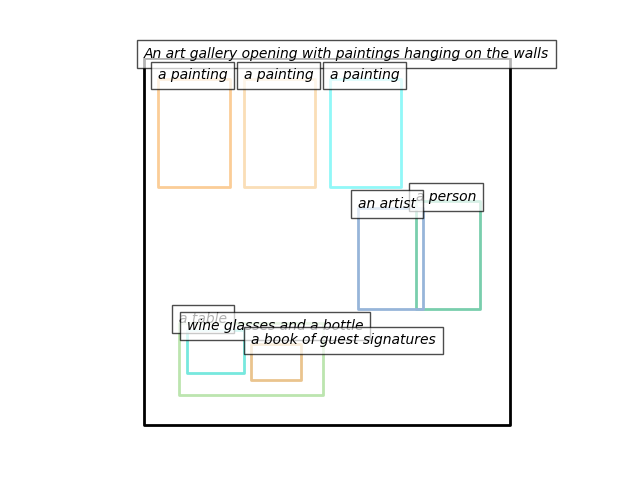 An art gallery opening with paintings hanging on the walls
a painting
a painting
a painting
a person
an artist
a table
wine glasses and a bottle
a book of guest signatures